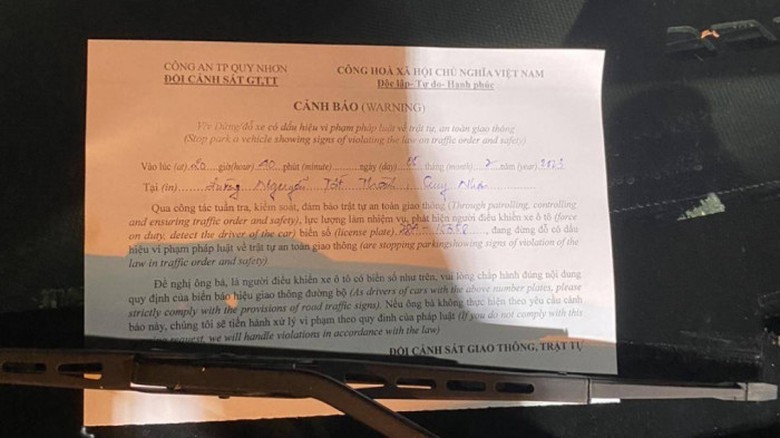 CÔNG AN TP QUY NHƠN CỘNG HOÀ XÃ HỘI CHỦ NGHĨA VIỆT NAM
ĐỘI CẢNH SÁT GT,TT Độc lập- Tự do- Hạnh phúc
CẢNH BÁO (WARNING)
V/v Dừng/đỗ xe có dấu hiệu vi phạm pháp luật về trật tự, an toàn giao thông
(Stop park a vehicle showing signs of violating the law on traffic order and safety)
Vào lúc (at) 20 giờ(hour) 40 phút (minute) ngày (day) tháng (month) 2 năm (year) 2023
Tại (in) Đường Nguyễn Tất Thành, Quy Nhơn
Qua công tác tuần tra, kiểm soát, đảm bảo trật tự an toàn giao thông (Through patrolling, controlling
and ensuring traffic order and safety), lực lượng làm nhiệm vụ, phát hiện người điều khiển xe ô tô (force
on duty, detect the driver of the car) biển số (license plate) đang dừng đỗ có dấu
hiệu vi phạm pháp luật về trật tự an toàn giao thông (are stopping parkingshowing signs of violation of the
law in traffic order and safety).
Đề nghị ông bà, là người điều khiển xe ô tô có biển số như trên, vui lòng chấp hành đúng nội dung
quy định của biển báo hiệu giao thông đường bộ (As drivers of cars with the above number plates, please
strictly comply with the provisions of road traffic signs). Nếu ông bà không thực hiện theo yêu cầu cảnh
báo này, chúng tôi sẽ tiến hành xử lý vi phạm theo quy định của pháp luật (If you do not comply with this
request, we will handle violations in accordance with the law)
ĐỘI CẢNH SÁT GIAO THÔNG, TRẬT TỰ